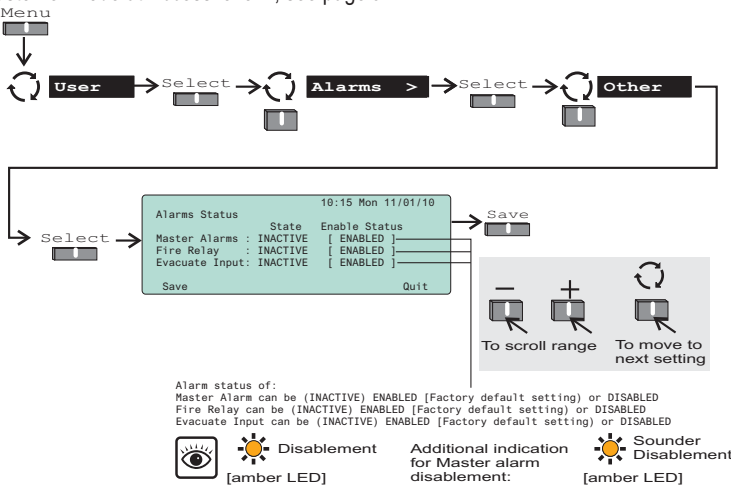 Menu
User
Select
Alarms >
Select
Other
Select
10:15 Mon 11/01/10
Alarms Status
State Enable Status
Master Alarms : INACTIVE [ ENABLED ]
Fire Relay : INACTIVE [ ENABLED ]
Evacuate Input: INACTIVE [ ENABLED ]
Save Quit
Save
− +
To scroll range
To move to
next setting
Alarm status of:
Master Alarm can be (INACTIVE) ENABLED [Factory default setting) or DISABLED
Fire Relay can be (INACTIVE) ENABLED [Factory default setting) or DISABLED
Evacuate Input can be (INACTIVE) ENABLED [Factory default setting) or DISABLED
Disablement
[amber LED]
Additional indication
for Master alarm
disablement:
Sounder
Disablement
[amber LED]